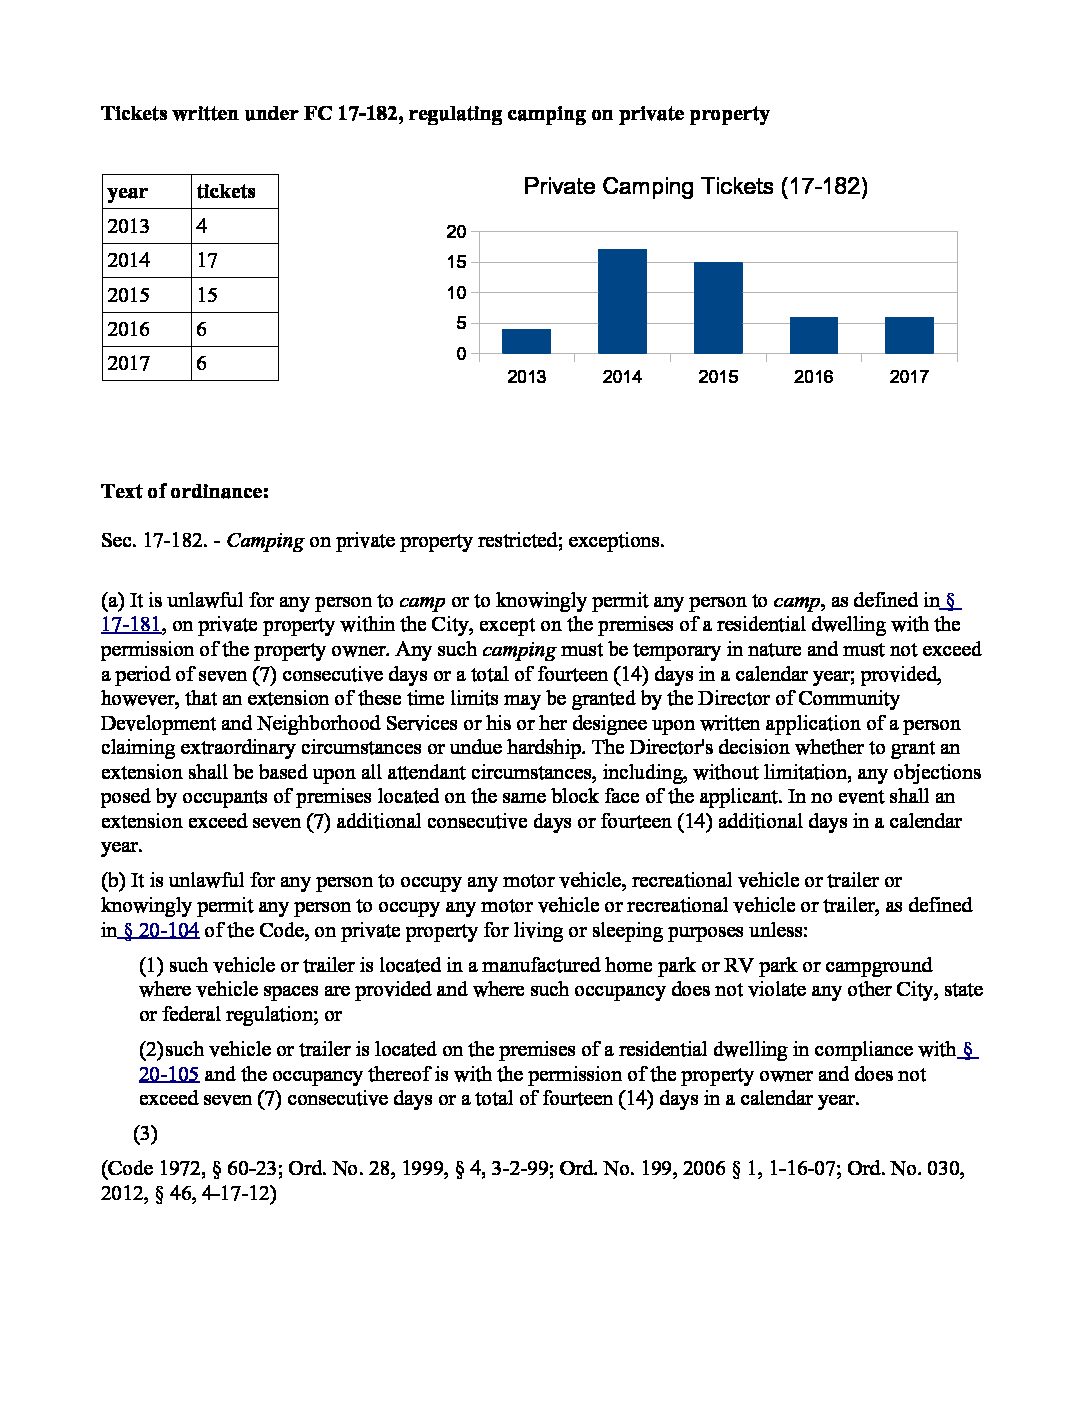 Tickets written under FC 17-182, regulating camping on private property
year tickets
2013 4
2014 17
2015 15
2016 6
2017 6
Private Camping Tickets (17-182)
20
15
10
5
0
2013 2014 2015 2016 2017
Text of ordinance:
Sec. 17-182. - Camping on private property restricted; exceptions.
(a) It is unlawful for any person to camp or to knowingly permit any person to camp, as defined in §
17-181, on private property within the City, except on the premises of a residential dwelling with the
permission of the property owner. Any such camping must be temporary in nature and must not exceed
a period of seven (7) consecutive days or a total of fourteen (14) days in a calendar year; provided,
however, that an extension of these time limits may be granted by the Director of Community
Development and Neighborhood Services or his or her designee upon written application of a person
claiming extraordinary circumstances or undue hardship. The Director's decision whether to grant an
extension shall be based upon all attendant circumstances, including, without limitation, any objections
posed by occupants of premises located on the same block face of the applicant. In no event shall an
extension exceed seven (7) additional consecutive days or fourteen (14) additional days in a calendar
year.
(b) It is unlawful for any person to occupy any motor vehicle, recreational vehicle or trailer or
knowingly permit any person to occupy any motor vehicle or recreational vehicle or trailer, as defined
in § 20-104 of the Code, on private property for living or sleeping purposes unless:
(1) such vehicle or trailer is located in a manufactured home park or RV park or campground
where vehicle spaces are provided and where such occupancy does not violate any other City, state
or federal regulation; or
(2)such vehicle or trailer is located on the premises of a residential dwelling in compliance with §
20-105 and the occupancy thereof is with the permission of the property owner and does not
exceed seven (7) consecutive days or a total of fourteen (14) days in a calendar year.
(3)
(Code 1972, § 60-23; Ord. No. 28, 1999, § 4, 3-2-99; Ord. No. 199, 2006 § 1, 1-16-07; Ord. No. 030,
2012, § 46, 4-17-12)